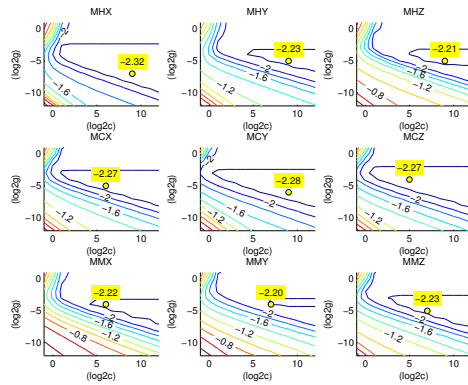 MHX MHY MHZ
(log2g) 0 −5 −10 −2 −2.32 −1.6
(log2g) 0 −5 −10 −2.23 −2 −1.6 −1.2
(log2g) 0 −5 −10 −2.21 −2 −1.6 −1.2 −0.8
0 5 10 0 5 10 0 5 10
(log2c) (log2c) (log2c)
MCX MCY MCZ
(log2g) 0 −5 −10 −2.27 −2 −1.6 −1.2
(log2g) 0 −5 −10 −2 −2.28 −1.6
(log2g) 0 −5 −10 −2.27 −2 −1.6 −1.2
0 5 10 0 5 10 0 5 10
(log2c) (log2c) (log2c)
MMX MMY MMZ
(log2g) 0 −5 −10 −2.22 −2 −1.6 −1.2 −0.8
(log2g) 0 −5 −10 −2.20 −2 −1.6 −1.2
(log2g) 0 −5 −10 −2.23 −2 −1.6 −1.2
0 5 10 0 5 10 0 5 10
(log2c) (log2c) (log2c)